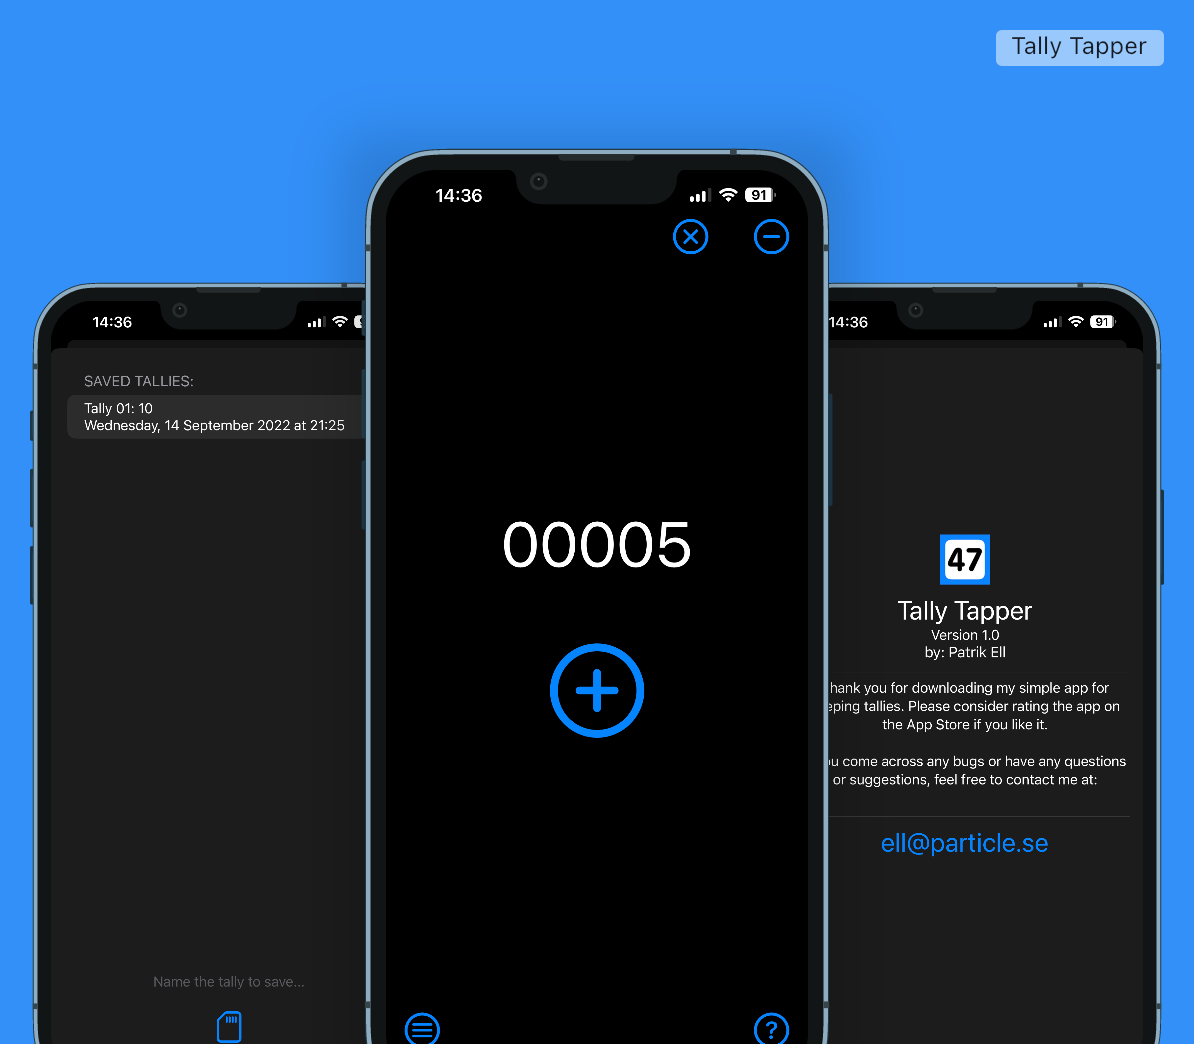 Tally Tapper
14:36
91
00005
14:36
SAVED TALLIES:
Tally 01: 10
Wednesday, 14 September 2022 at 21:25
Name the tally to save...
14:36
91
47
Tally Tapper
Version 1.0
by: Patrik Ell
hank you for downloading my simple app for
eping tallies. Please consider rating the app on
the App Store if you like it.
u come across any bugs or have any questions
or suggestions, feel free to contact me at:
ell@particle.se